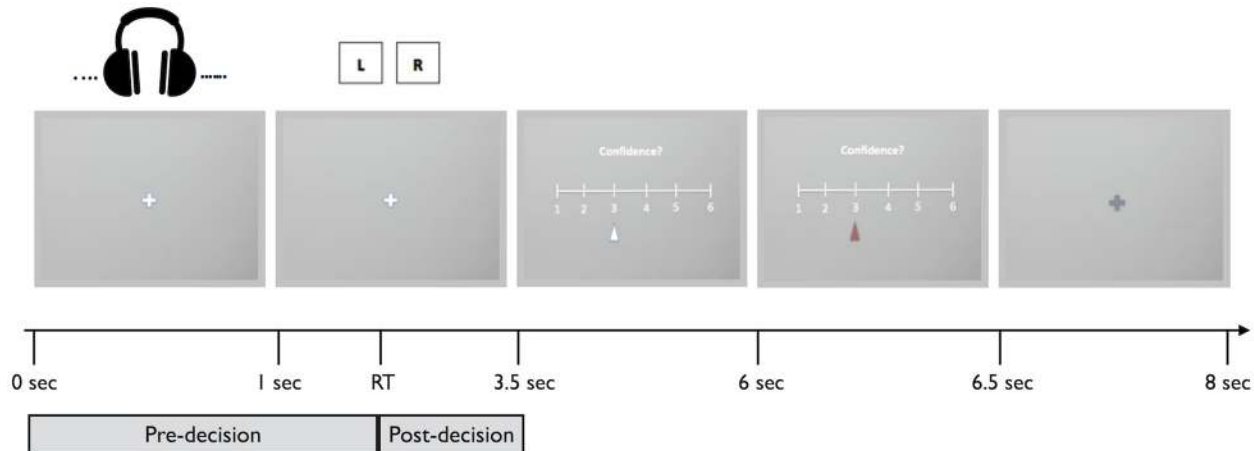 L R
Confidence?
1 2 3 4 5 6
Confidence?
1 2 3 4 5 6
0 sec 1 sec RT 3.5 sec 6 sec 6.5 sec 8 sec
Pre-decision Post-decision